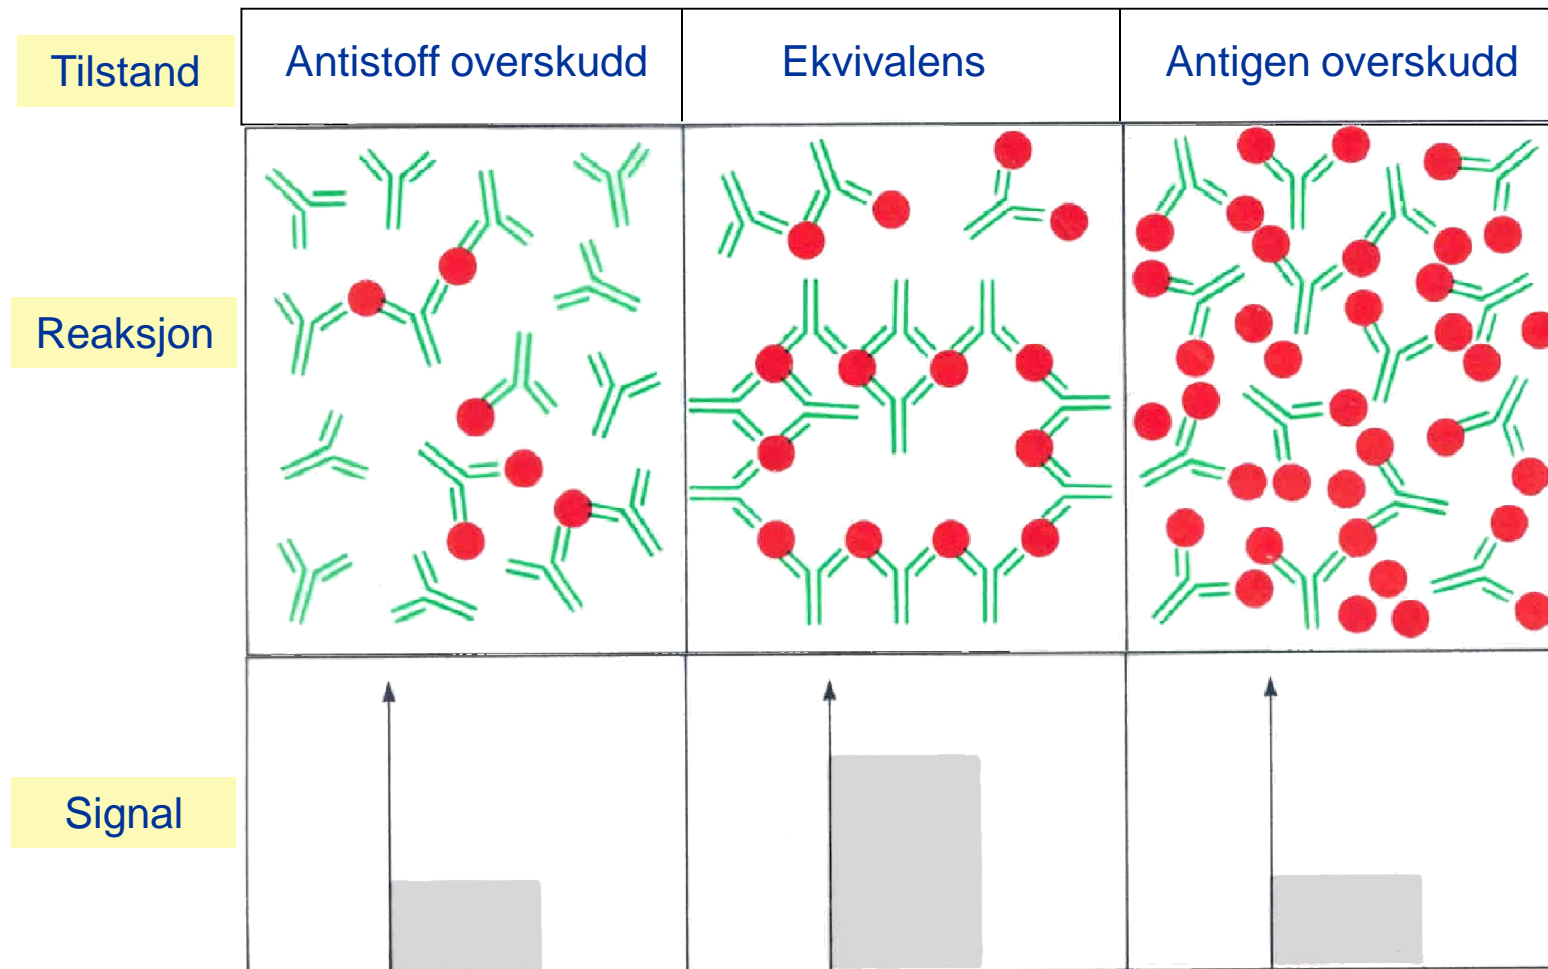 Tilstand
Antistoff overskudd
Ekvivalens
Antigen overskudd
Reaksjon
Signal